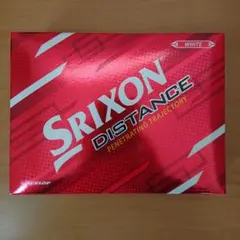 WHITE
SRIXON
DISTANCE
PENETRATING TRAJECTORY
DUNLOP